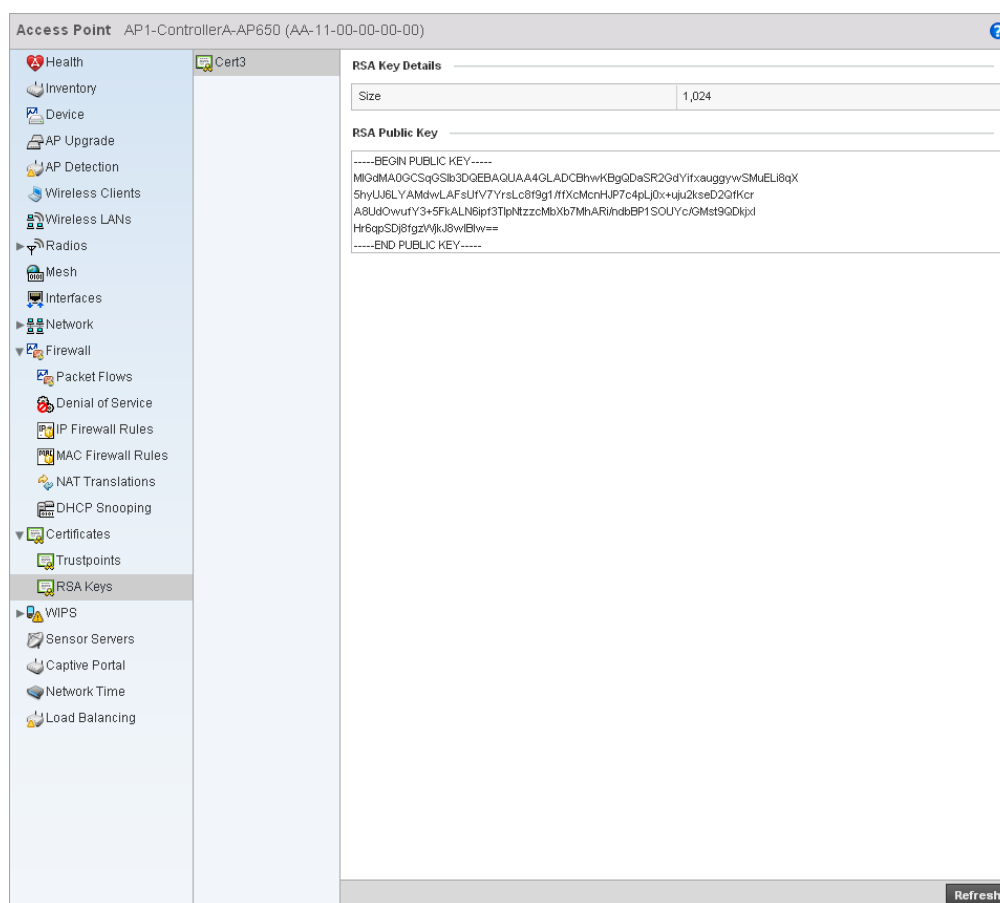 Access Point AP1-ControllerA-AP650 (AA-11-00-00-00-00)
?
Health
Inventory
Device
AP Upgrade
AP Detection
Wireless Clients
Wireless LANs
Radios
Mesh
Interfaces
Network
Firewall
Packet Flows
Denial of Service
IP Firewall Rules
MAC Firewall Rules
NAT Translations
DHCP Snooping
Certificates
Trustpoints
RSA Keys
WIPS
Sensor Servers
Captive Portal
Network Time
Load Balancing
Cert3
RSA Key Details
Size 1,024
RSA Public Key
-----BEGIN PUBLIC KEY-----
MIGdMA0GCSqGSIb3DQEBAQUAA4GLADCBhwKBgQDaSR2GdYifxauggywSMuELi8qX
5hyUJ6LYAMdwLAFsUfV7YrsLc8f9g1/ffXcMcnHJP7c4pLj0x+uju2kseD2QfKcr
A8UdOwufY3+5FkALN6ipf3TlpNtzzcMbXb7MhARi/ndbBP1SOUYc/GMst9QDkjxl
Hr6qpSDj8fgzWjkJ8wIBIw==
-----END PUBLIC KEY-----
Refresh